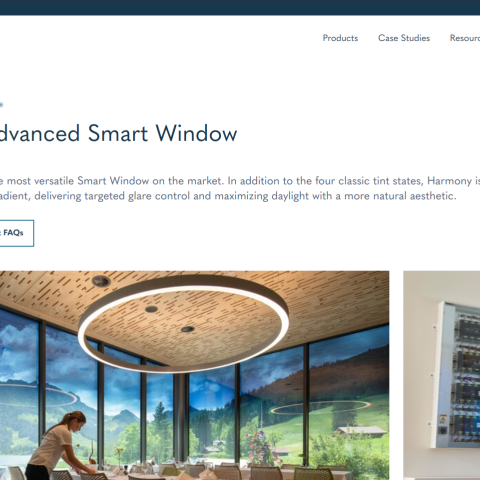 Products Case Studies Resourc
®
dvanced Smart Window
e most versatile Smart Window on the market. In addition to the four classic tint states, Harmony is
adient, delivering targeted glare control and maximizing daylight with a more natural aesthetic.
t FAQs